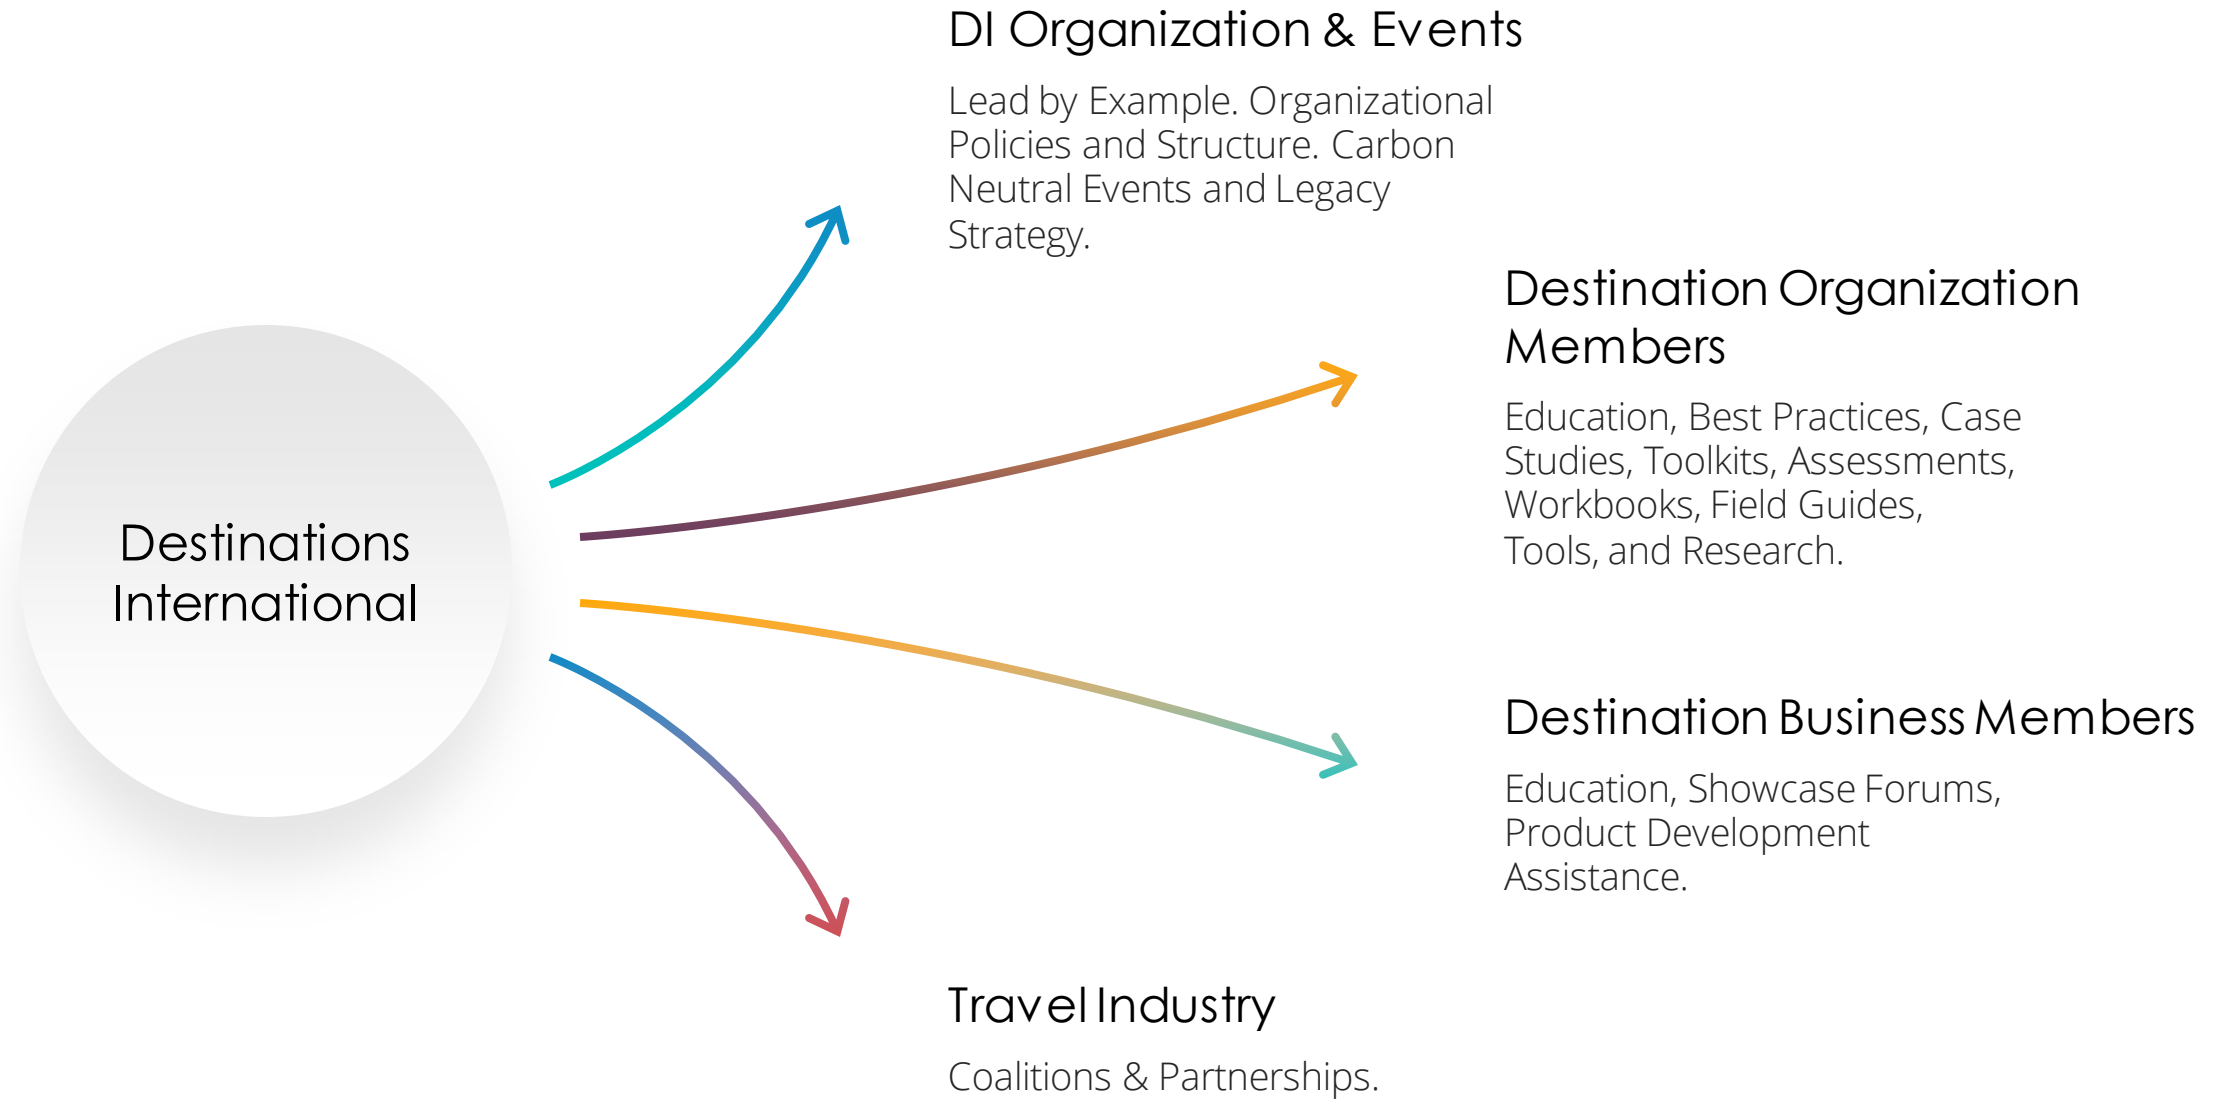 DI Organization & Events
Lead by Example. Organizational
Policies and Structure. Carbon
Neutral Events and Legacy
Strategy.
Destination Organization
Members
Education, Best Practices, Case
Studies, Toolkits, Assessments,
Workbooks, Field Guides,
Tools, and Research.
Destinations
International
Destination Business Members
Education, Showcase Forums,
Product Development
Assistance.
Travel Industry
Coalitions & Partnerships.